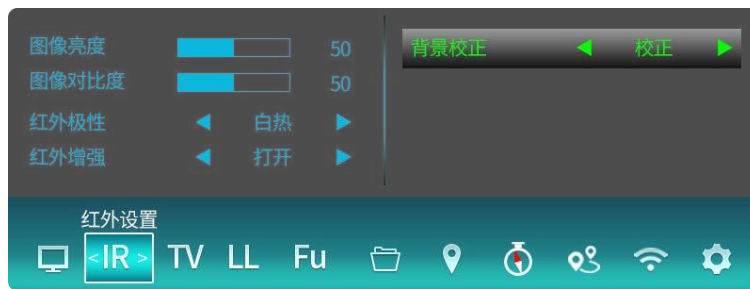 图像亮度 50
图像对比度 50
红外极性 白热
红外增强 打开
背景校正 校正
红外设置
<IR> TV LL Fu